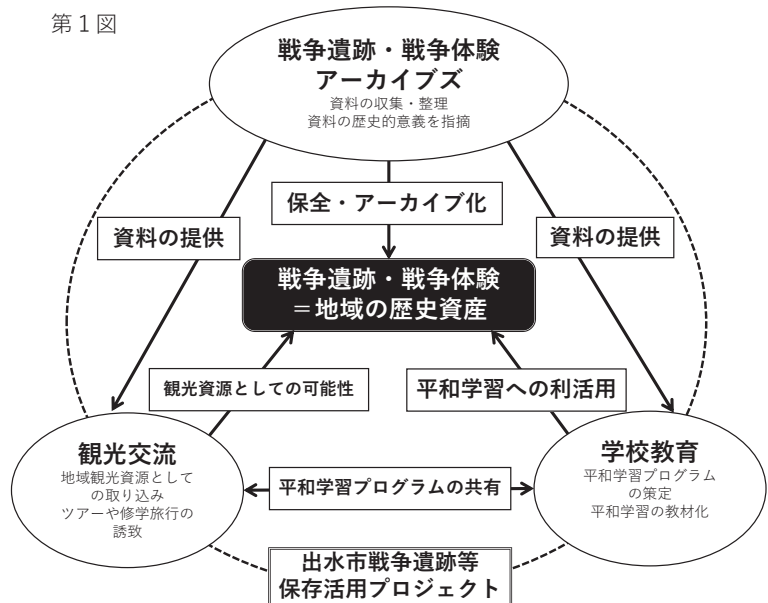 第１図
戦争遺跡・戦争体験
アーカイブズ
資料の収集・整理
資料の歴史的意義を指摘
保全・アーカイブ化
資料の提供
資料の提供
戦争遺跡・戦争体験
＝地域の歴史資産
観光資源としての可能性
平和学習への利活用
観光交流
地域観光資源として
の取り込み
ツアーや修学旅行の
誘致
平和学習プログラムの共有
学校教育
平和学習プログラム
の策定
平和学習の教材化
出水市戦争遺跡等
保存活用プロジェクト